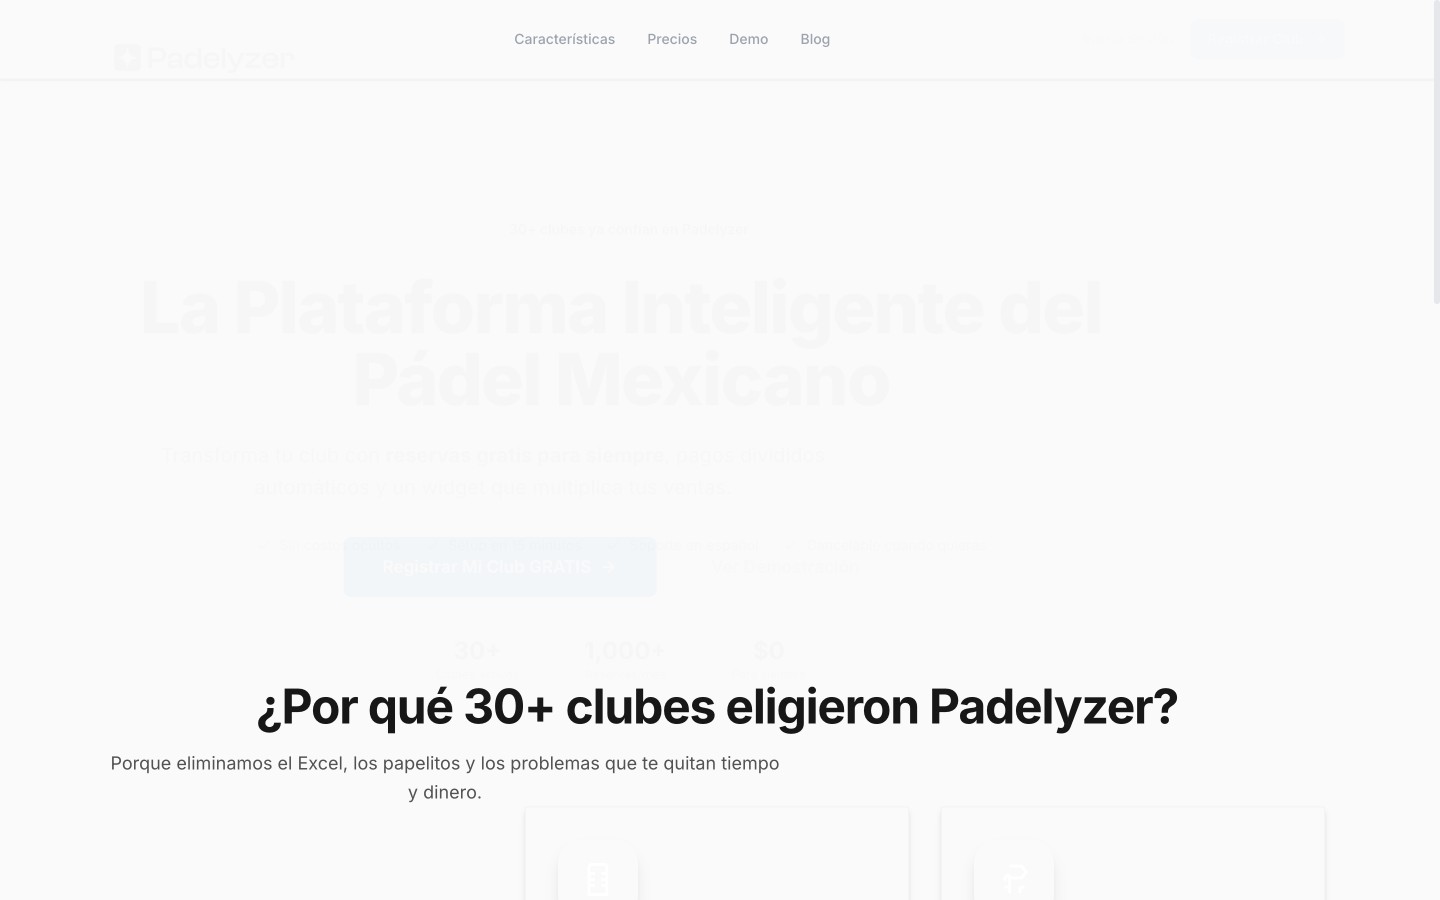 Padelyzer
Características
Precios
Demo
Blog
30+ clubes ya confían en Padelyzer
La Plataforma Inteligente del
Pádel Mexicano
Transforma tu club con reservas gratis para siempre, pagos divididos
automáticos y un widget que multiplica tus ventas.
Registrar Mi Club GRATIS →
30+
1,000+
$0
¿Por qué 30+ clubes eligieron Padelyzer?
Porque eliminamos el Excel, los papelitos y los problemas que te quitan tiempo
y dinero.